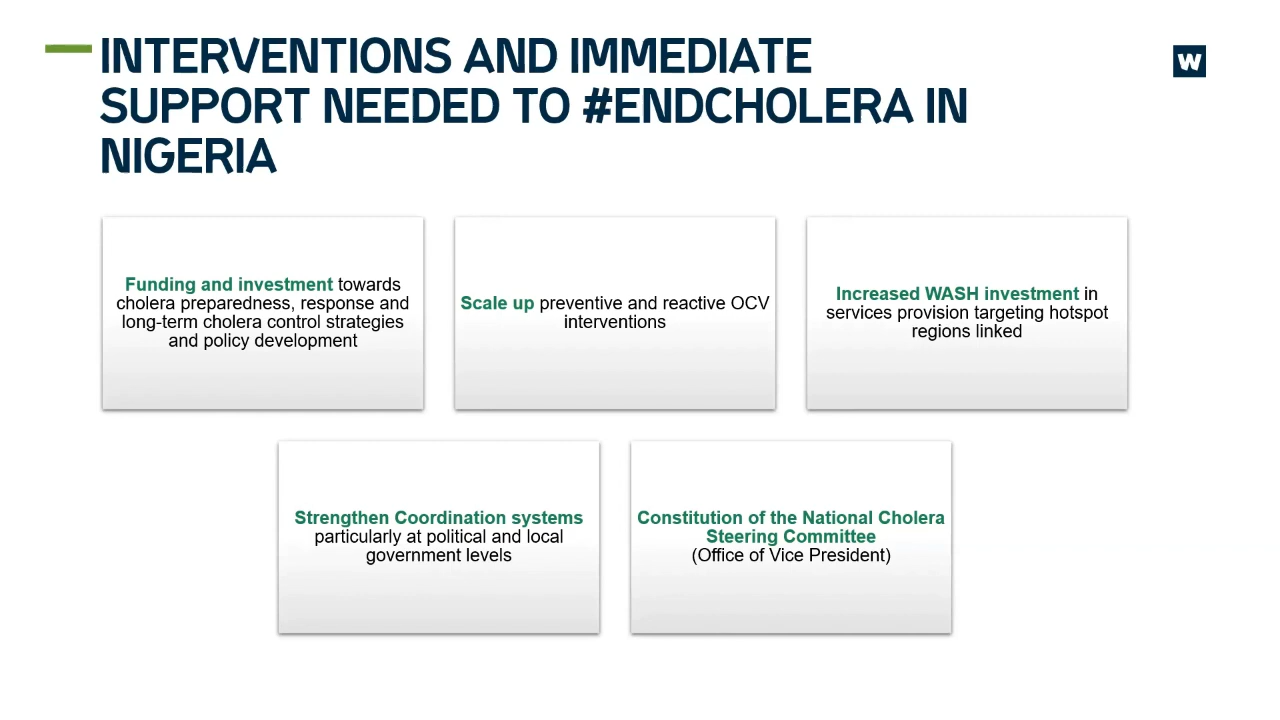 INTERVENTIONS AND IMMEDIATE
SUPPORT NEEDED TO #ENDCHOLERA IN
NIGERIA
W
Funding and investment towards
cholera preparedness, response and
long-term cholera control strategies
and policy development
Scale up preventive and reactive OCV
interventions
Increased WASH investment in
services provision targeting hotspot
regions linked
Strengthen Coordination systems
particularly at political and local
government levels
Constitution of the National Cholera
Steering Committee
(Office of Vice President)